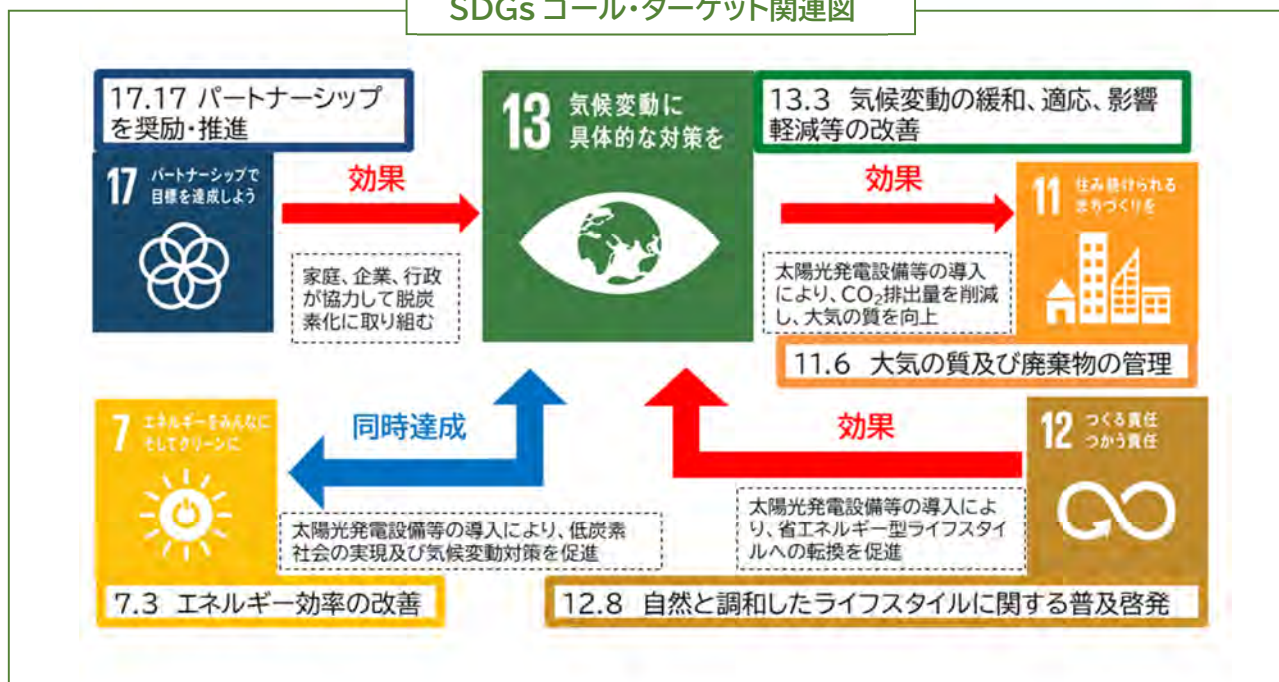 SDGs ゴール・ターゲット関連図
17.17 パートナーシップ
を奨励・推進
17 パートナーシップで
目標を達成しよう
効果
家庭、企業、行政
が協力して脱炭
素化に取り組む
13 気候変動に
具体的な対策を
13.3 気候変動の緩和、適応、影響
軽減等の改善
効果
太陽光発電設備等の導入
により、CO₂排出量を削減
し、大気の質を向上
11 住み続けられる
まちづくりを
11.6 大気の質及び廃棄物の管理
7 エネルギーをみんなに
そしてクリーンに
同時達成
太陽光発電設備等の導入により、低炭素
社会の実現及び気候変動対策を促進
7.3 エネルギー効率の改善
効果
太陽光発電設備等の導入によ
り、省エネルギー型ライフスタイ
ルへの転換を促進
12 つくる責任
つかう責任
12.8 自然と調和したライフスタイルに関する普及啓発